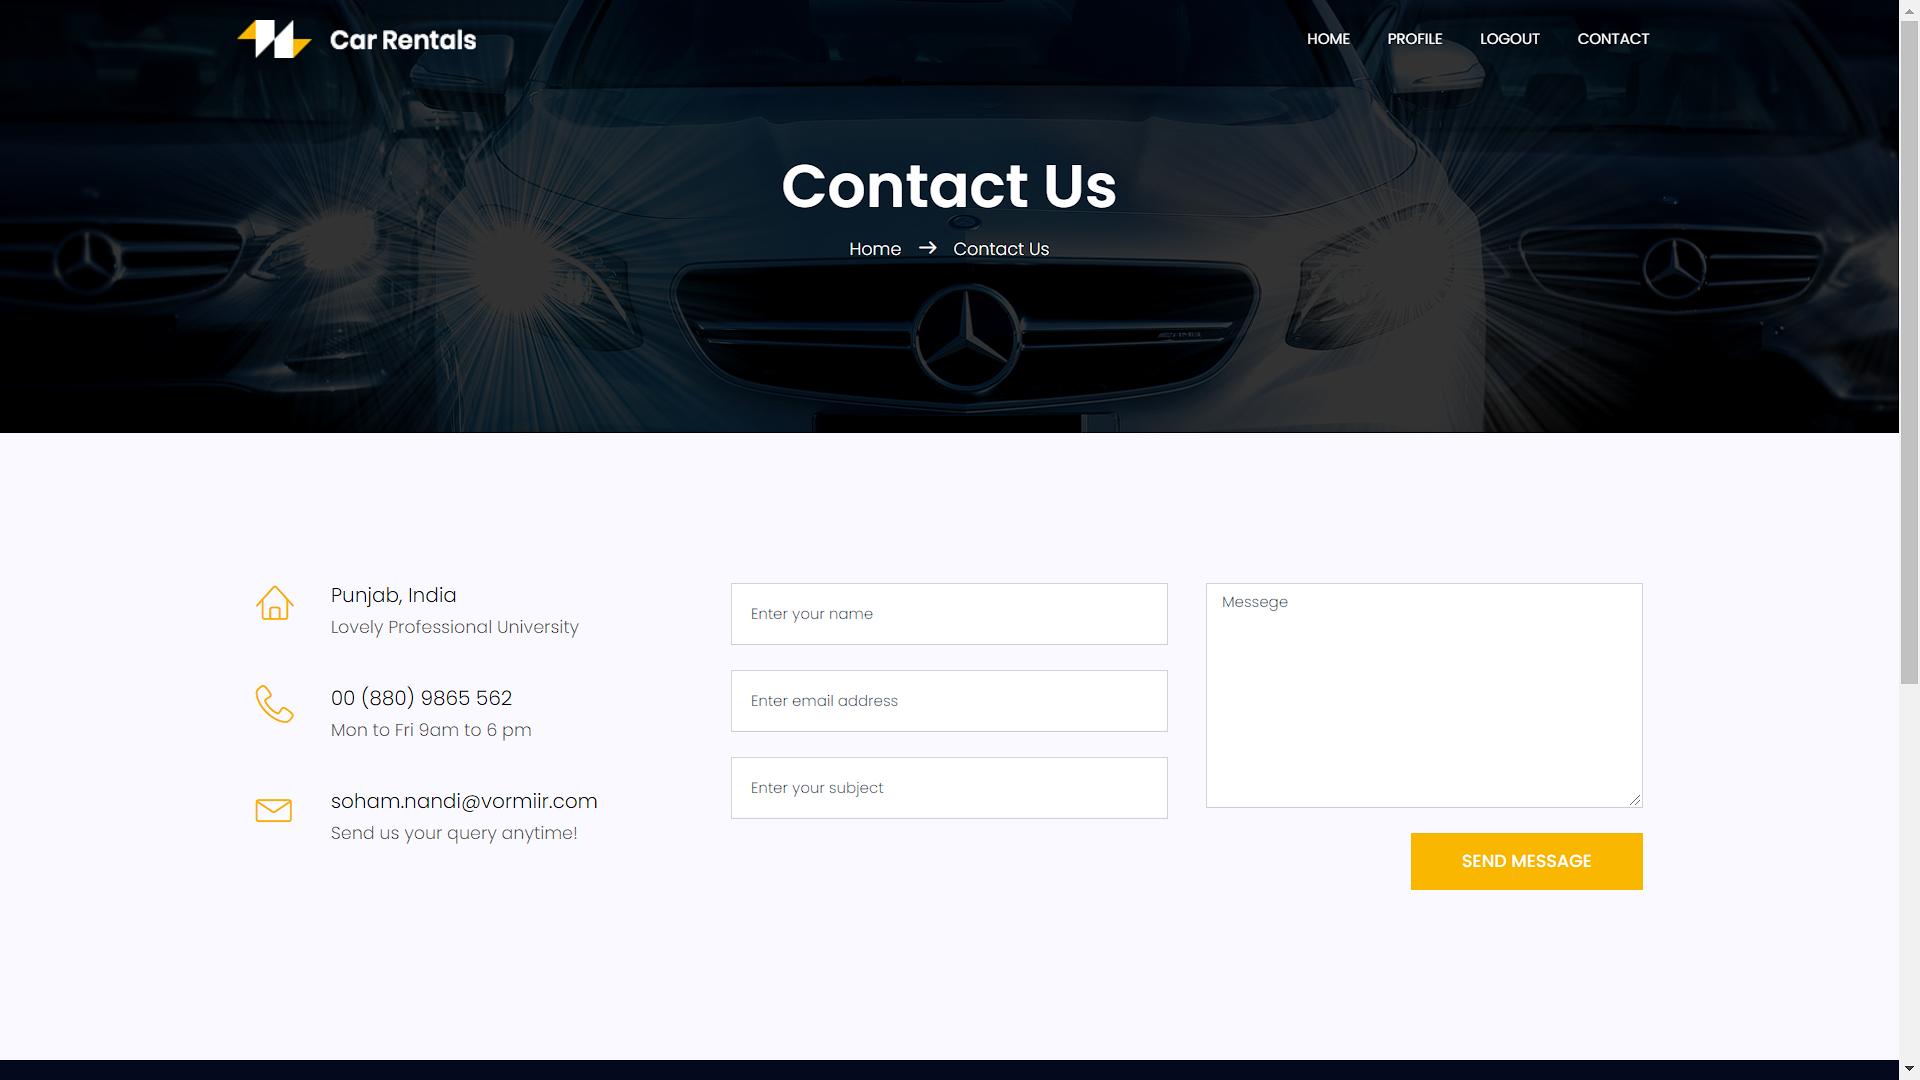 Car Rentals
HOME PROFILE LOGOUT CONTACT
Contact Us
Home → Contact Us
Punjab, India
Lovely Professional University
00 (880) 9865 562
Mon to Fri 9am to 6 pm
soham.nandi@vormiir.com
Send us your query anytime!
Enter your name
Enter email address
Enter your subject
Messege
SEND MESSAGE